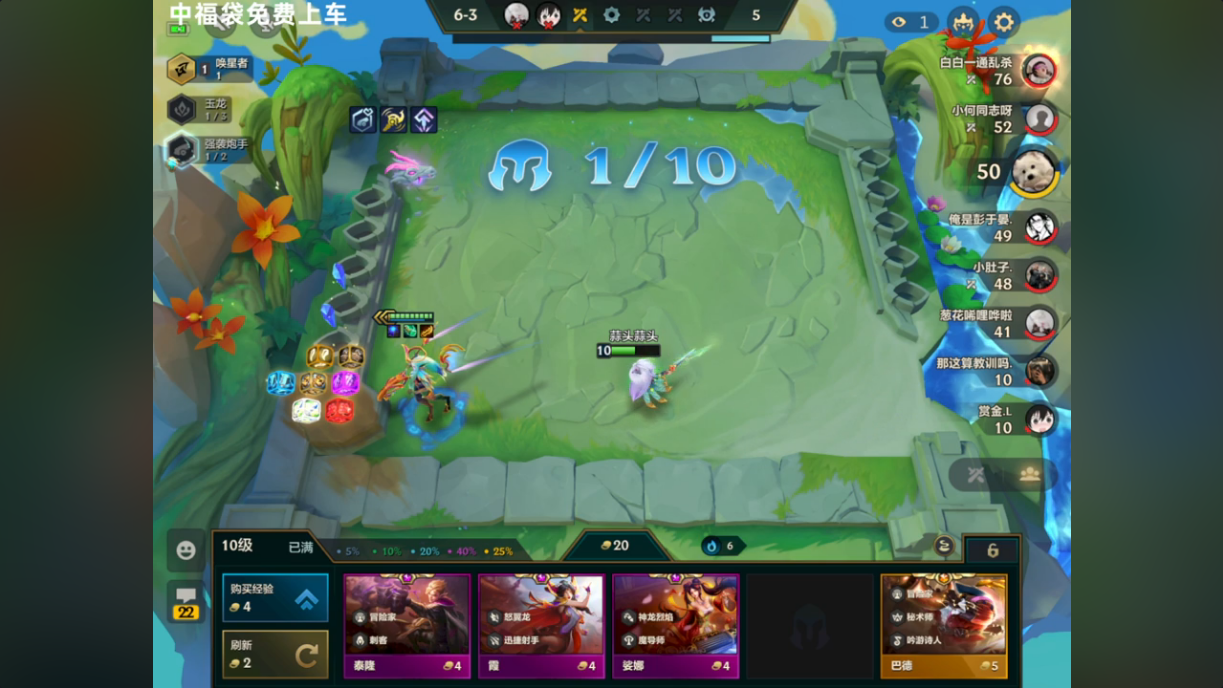 中福袋免费上车
6-3
5
1
1
唤星者
1
玉龙
1 / 3
强袭炮手
1 / 2
1/10
白白一通乱杀
76
小何同志呀
52
50
俺是彭于晏.
49
小肚子.
48
葱花唏哩哗啦
41
那这算教训吗.
10
赏金.L
10
蒜头蒜头
10
10级
已满
5%
10%
20%
40%
25%
20
6
6
购买经验
4
刷新
2
22
冒险家
刺客
泰隆
4
怒翼龙
迅捷射手
霞
4
神龙烈焰
魔导师
娑娜
4
冒险家
秘术师
吟游诗人
巴德
5